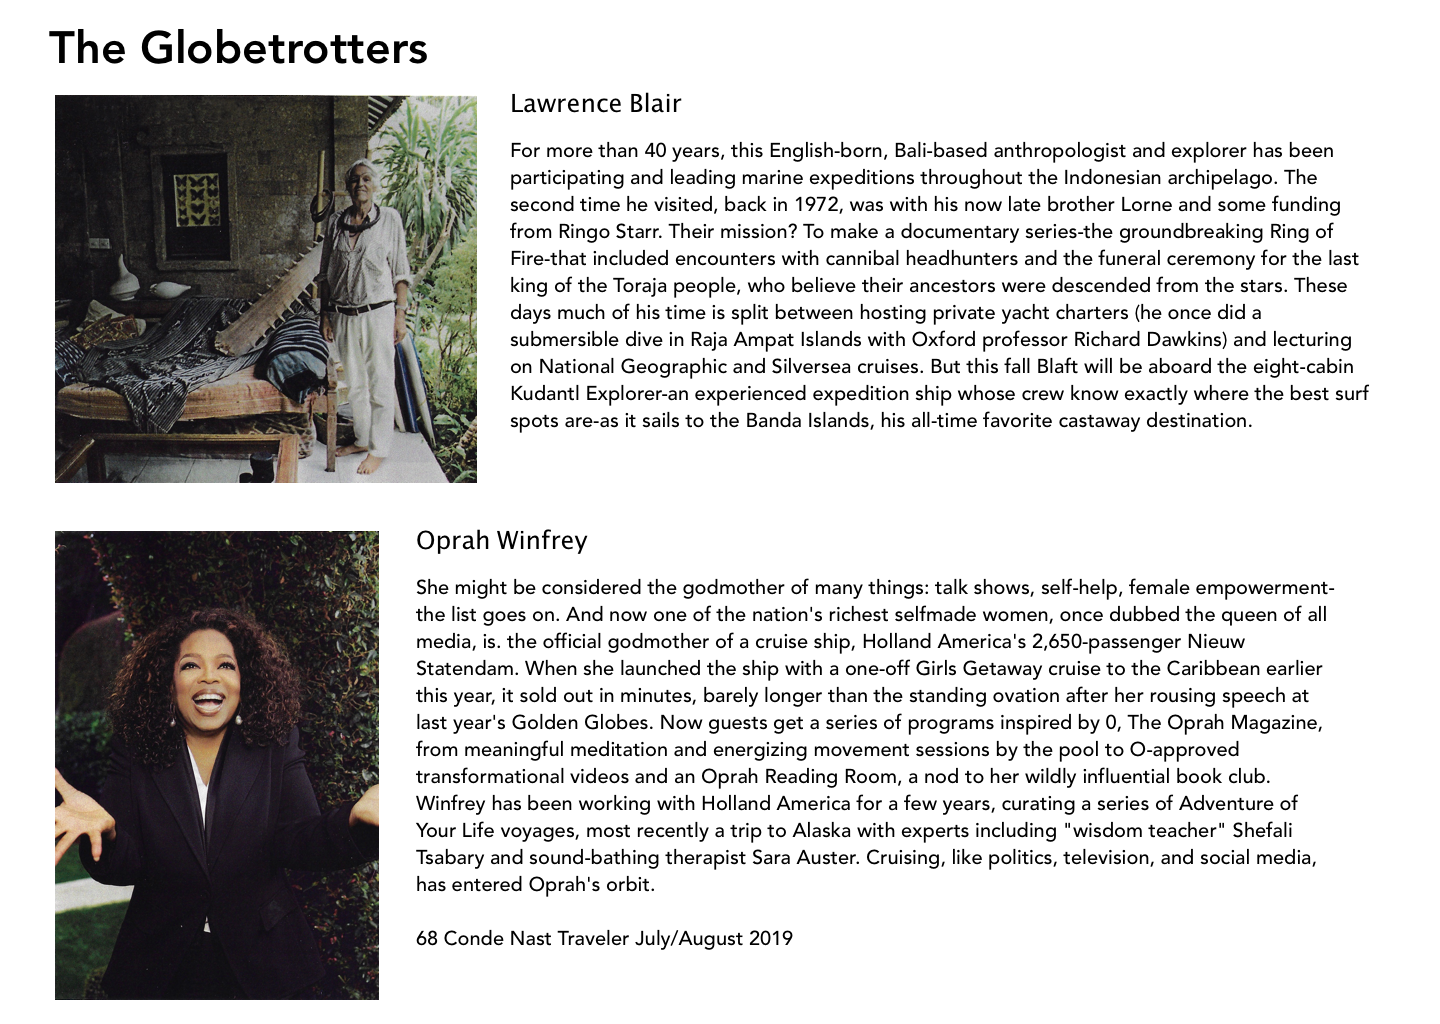 The Globetrotters
Lawrence Blair
For more than 40 years, this English-born, Bali-based anthropologist and explorer has been
participating and leading marine expeditions throughout the Indonesian archipelago. The
second time he visited, back in 1972, was with his now late brother Lorne and some funding
from Ringo Starr. Their mission? To make a documentary series-the groundbreaking Ring of
Fire-that included encounters with cannibal headhunters and the funeral ceremony for the last
king of the Toraja people, who believe their ancestors were descended from the stars. These
days much of his time is split between hosting private yacht charters (he once did a
submersible dive in Raja Ampat Islands with Oxford professor Richard Dawkins) and lecturing
on National Geographic and Silversea cruises. But this fall Blaft will be aboard the eight-cabin
Kudantl Explorer-an experienced expedition ship whose crew know exactly where the best surf
spots are-as it sails to the Banda Islands, his all-time favorite castaway destination.
Oprah Winfrey
She might be considered the godmother of many things: talk shows, self-help, female empowerment-
the list goes on. And now one of the nation's richest selfmade women, once dubbed the queen of all
media, is. the official godmother of a cruise ship, Holland America's 2,650-passenger Nieuw
Statendam. When she launched the ship with a one-off Girls Getaway cruise to the Caribbean earlier
this year, it sold out in minutes, barely longer than the standing ovation after her rousing speech at
last year's Golden Globes. Now guests get a series of programs inspired by 0, The Oprah Magazine,
from meaningful meditation and energizing movement sessions by the pool to O-approved
transformational videos and an Oprah Reading Room, a nod to her wildly influential book club.
Winfrey has been working with Holland America for a few years, curating a series of Adventure of
Your Life voyages, most recently a trip to Alaska with experts including "wisdom teacher" Shefali
Tsabary and sound-bathing therapist Sara Auster. Cruising, like politics, television, and social media,
has entered Oprah's orbit.
68 Conde Nast Traveler July/August 2019